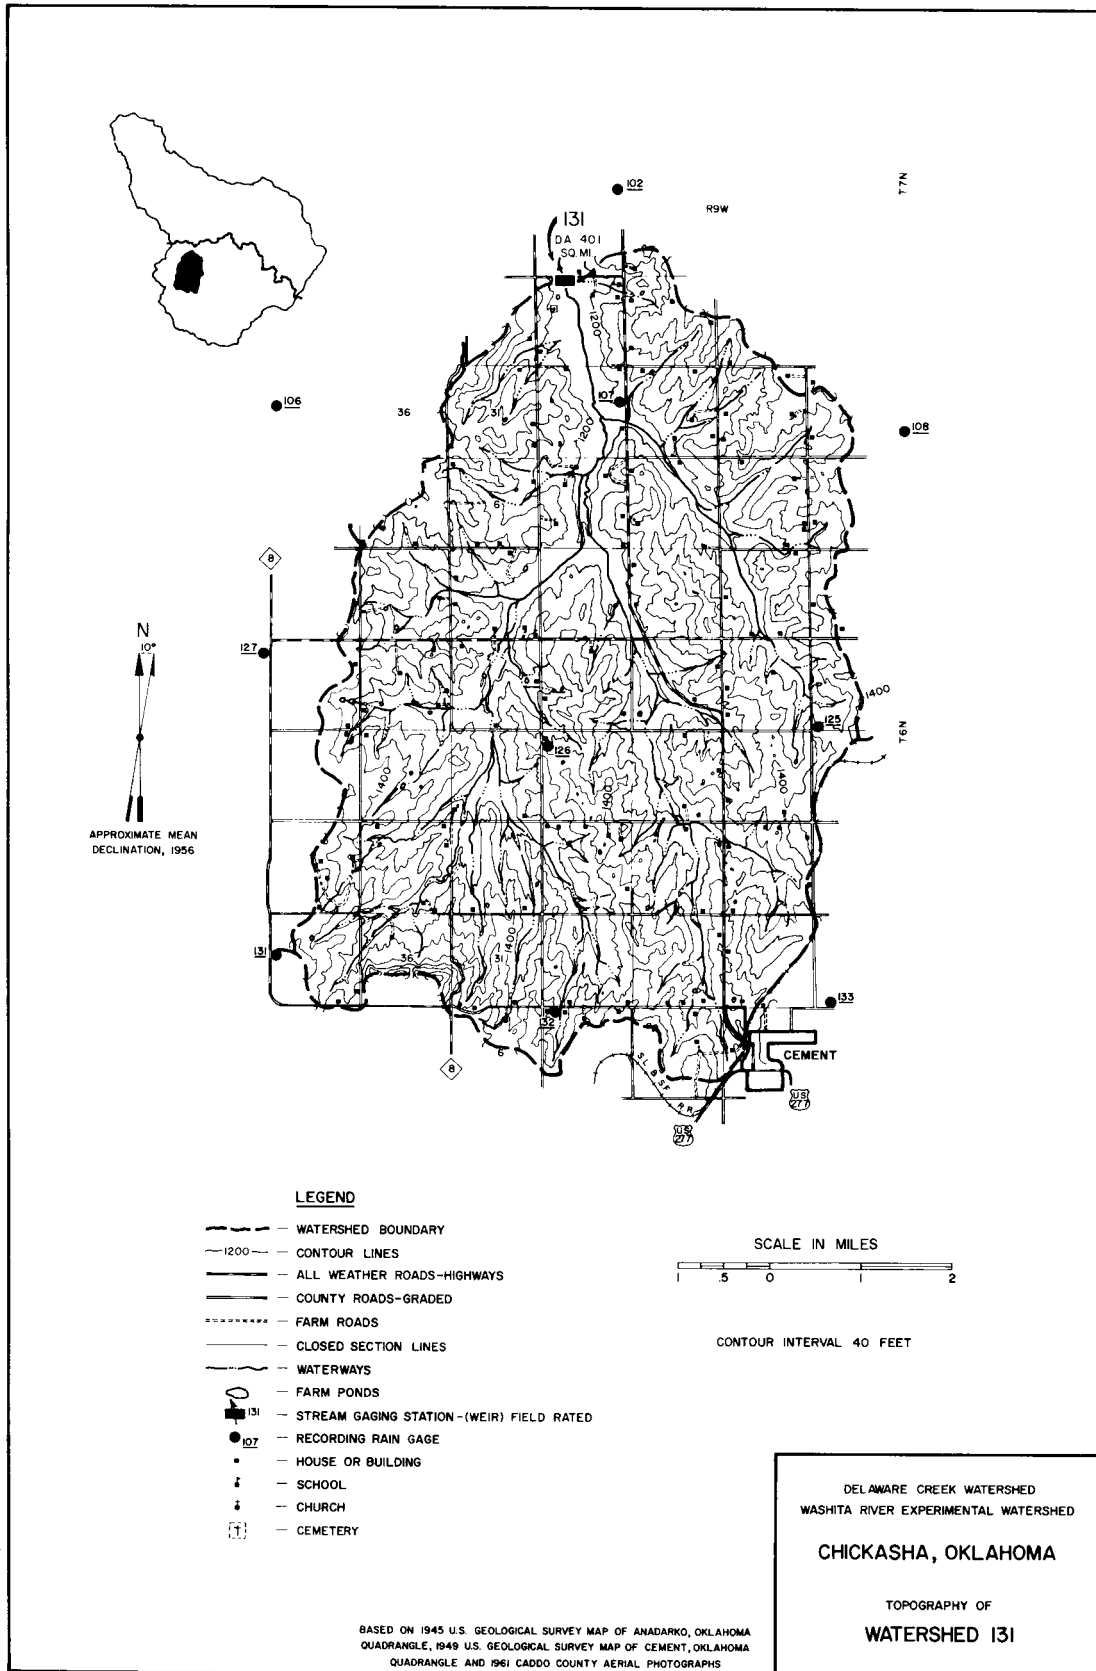 102
R9W
T7N
131
DA 401
SQ. MI.
1200
106
36
31
107
108
1200
6
8
N
10°
127
1400
125
T6N
126
1400
1400
1400
APPROXIMATE MEAN
DECLINATION, 1956
1400
131
36
31
132
133
6
8
S L & S F R R
CEMENT
US
277
US
277
LEGEND
WATERSHED BOUNDARY
1200 — CONTOUR LINES
ALL WEATHER ROADS-HIGHWAYS
COUNTY ROADS-GRADED
FARM ROADS
CLOSED SECTION LINES
WATERWAYS
FARM PONDS
131 — STREAM GAGING STATION-(WEIR) FIELD RATED
107 — RECORDING RAIN GAGE
HOUSE OR BUILDING
SCHOOL
CHURCH
CEMETERY
SCALE IN MILES
1 .5 0 1 2
CONTOUR INTERVAL 40 FEET
DELAWARE CREEK WATERSHED
WASHITA RIVER EXPERIMENTAL WATERSHED
CHICKASHA, OKLAHOMA
TOPOGRAPHY OF
WATERSHED 131
BASED ON 1945 U.S. GEOLOGICAL SURVEY MAP OF ANADARKO, OKLAHOMA
QUADRANGLE, 1949 U.S. GEOLOGICAL SURVEY MAP OF CEMENT, OKLAHOMA
QUADRANGLE AND 1961 CADDO COUNTY AERIAL PHOTOGRAPHS